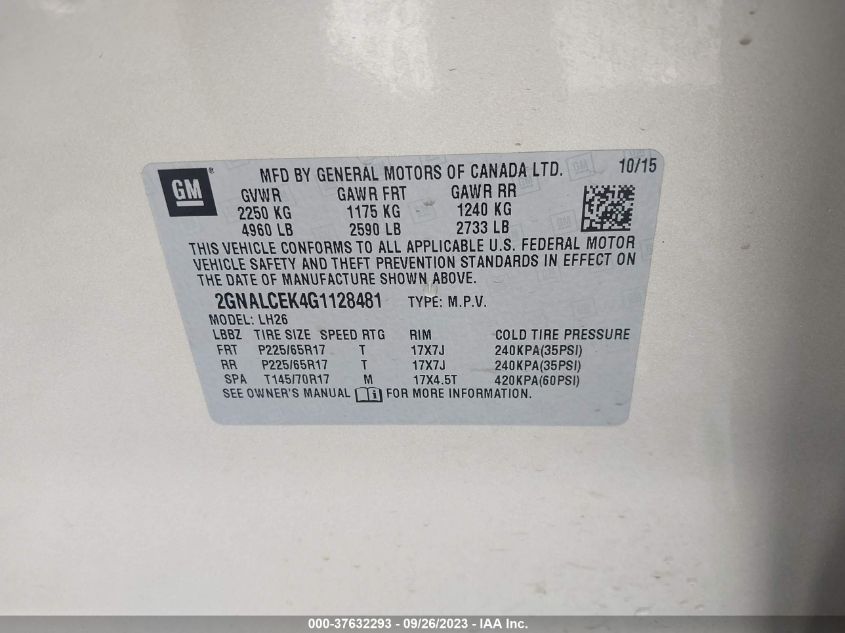 GM ®
MFD BY GENERAL MOTORS OF CANADA LTD. 10/15
GVWR GAWR FRT GAWR RR
2250 KG 1175 KG 1240 KG
4960 LB 2590 LB 2733 LB
THIS VEHICLE CONFORMS TO ALL APPLICABLE U.S. FEDERAL MOTOR
VEHICLE SAFETY AND THEFT PREVENTION STANDARDS IN EFFECT ON
THE DATE OF MANUFACTURE SHOWN ABOVE.
2GNALCEK4G1128481 TYPE: M.P.V.
MODEL: LH26
LBBZ TIRE SIZE SPEED RTG RIM COLD TIRE PRESSURE
FRT P225/65R17 T 17X7J 240KPA(35PSI)
RR P225/65R17 T 17X7J 240KPA(35PSI)
SPA T145/70R17 M 17X4.5T 420KPA(60PSI)
SEE OWNER'S MANUAL FOR MORE INFORMATION.
000-37632293 - 09/26/2023 - IAA Inc.